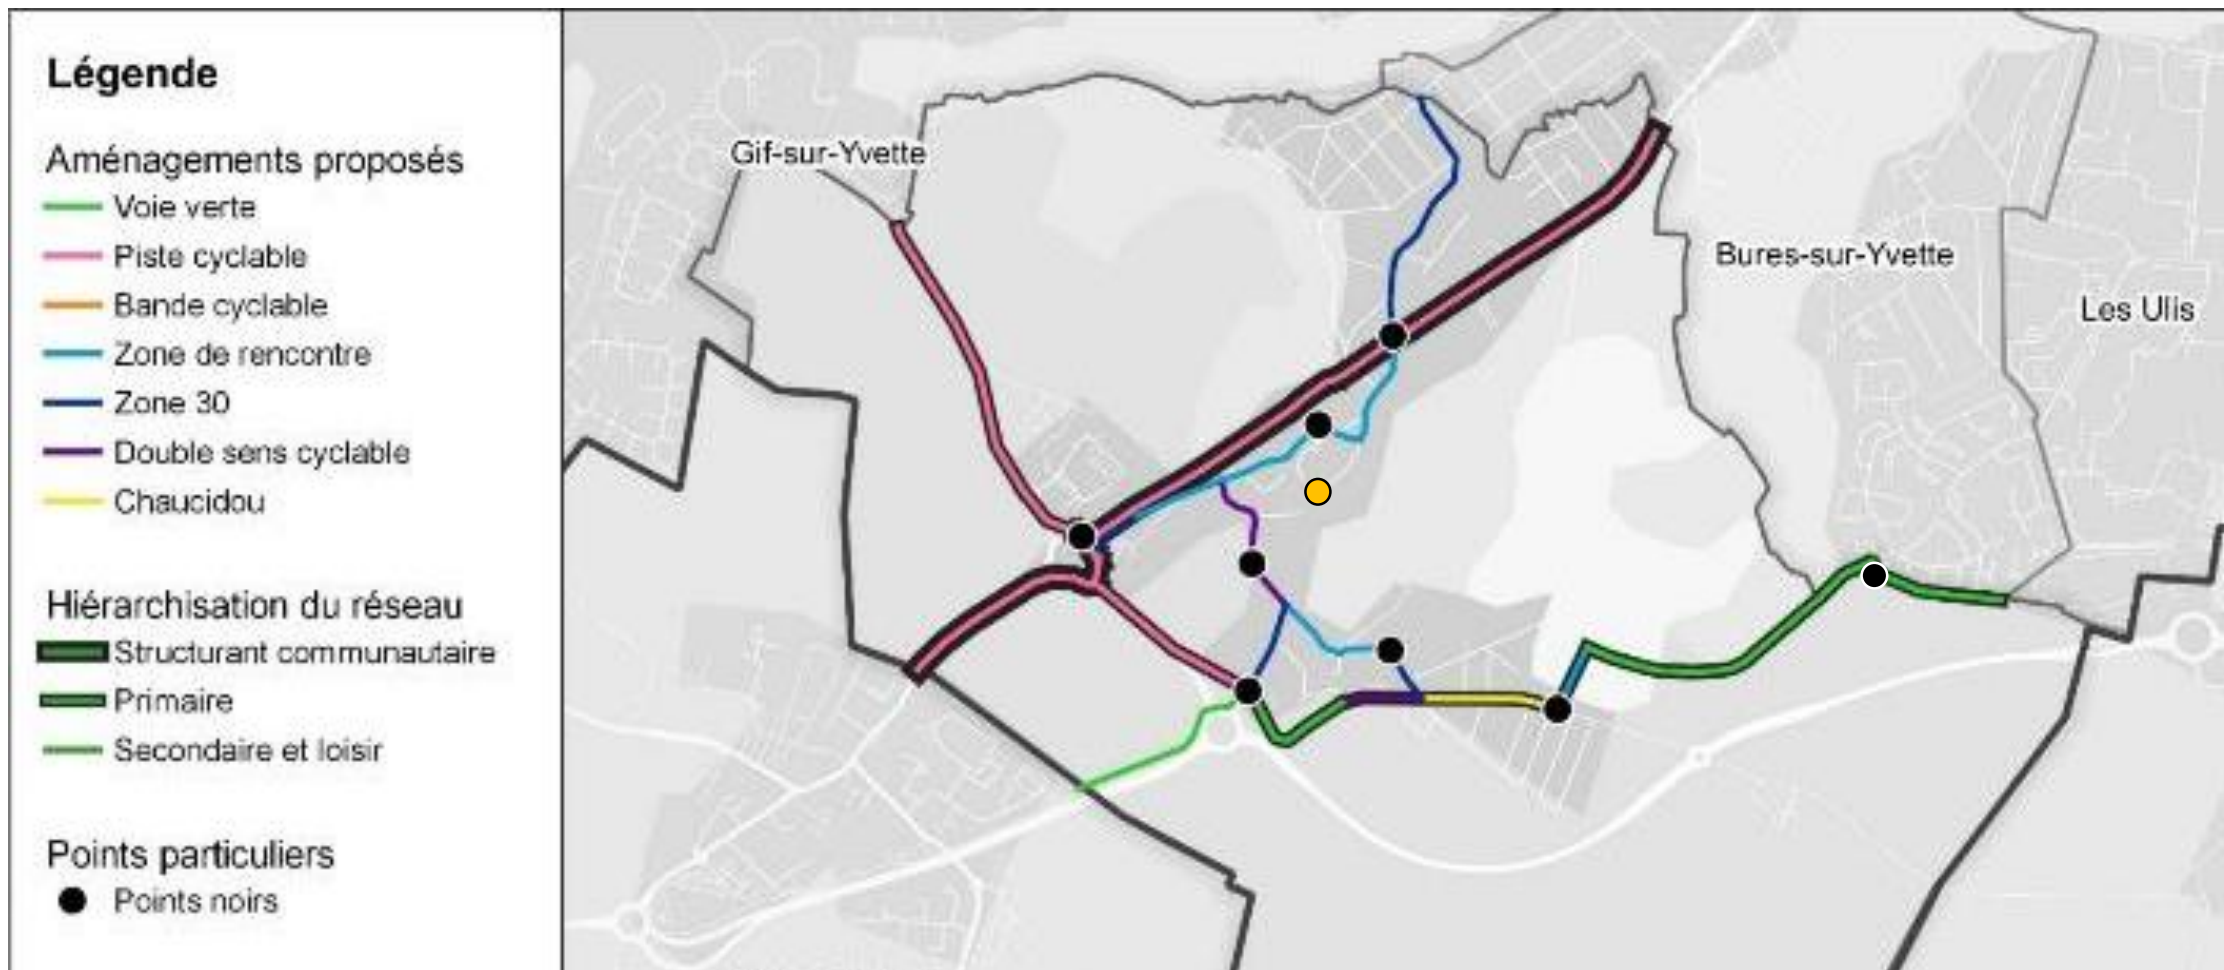 Légende
Aménagements proposés
Voie verte
Piste cyclable
Bande cyclable
Zone de rencontre
Zone 30
Double sens cyclable
Chaucidou
Hiérarchisation du réseau
Structurant communautaire
Primaire
Secondaire et loisir
Points particuliers
Points noirs
Gif-sur-Yvette
Bures-sur-Yvette
Les Ulis